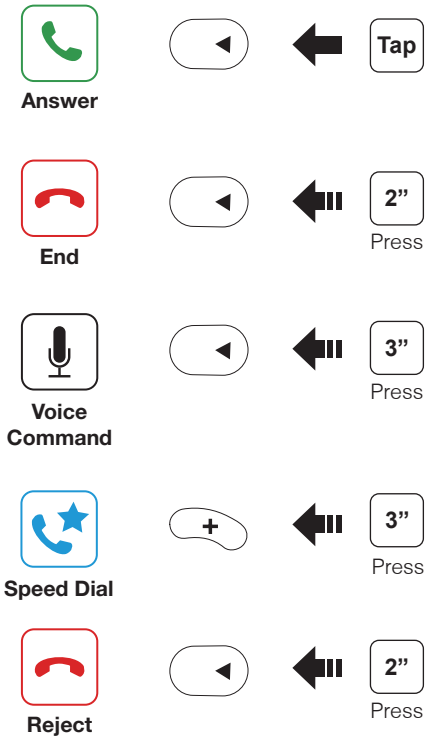 Tap
Answer
2”
Press
End
3”
Press
Voice
Command
+
3”
Press
Speed Dial
2”
Press
Reject